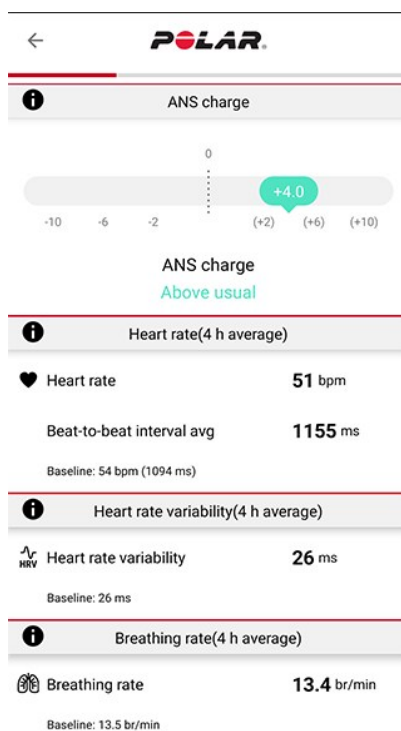 POLAR.
ANS charge
0
+4.0
-10 -6 -2 (+2) (+6) (+10)
ANS charge
Above usual
Heart rate(4 h average)
Heart rate 51 bpm
Beat-to-beat interval avg 1155 ms
Baseline: 54 bpm (1094 ms)
Heart rate variability(4 h average)
HRV Heart rate variability 26 ms
Baseline: 26 ms
Breathing rate(4 h average)
Breathing rate 13.4 br/min
Baseline: 13.5 br/min